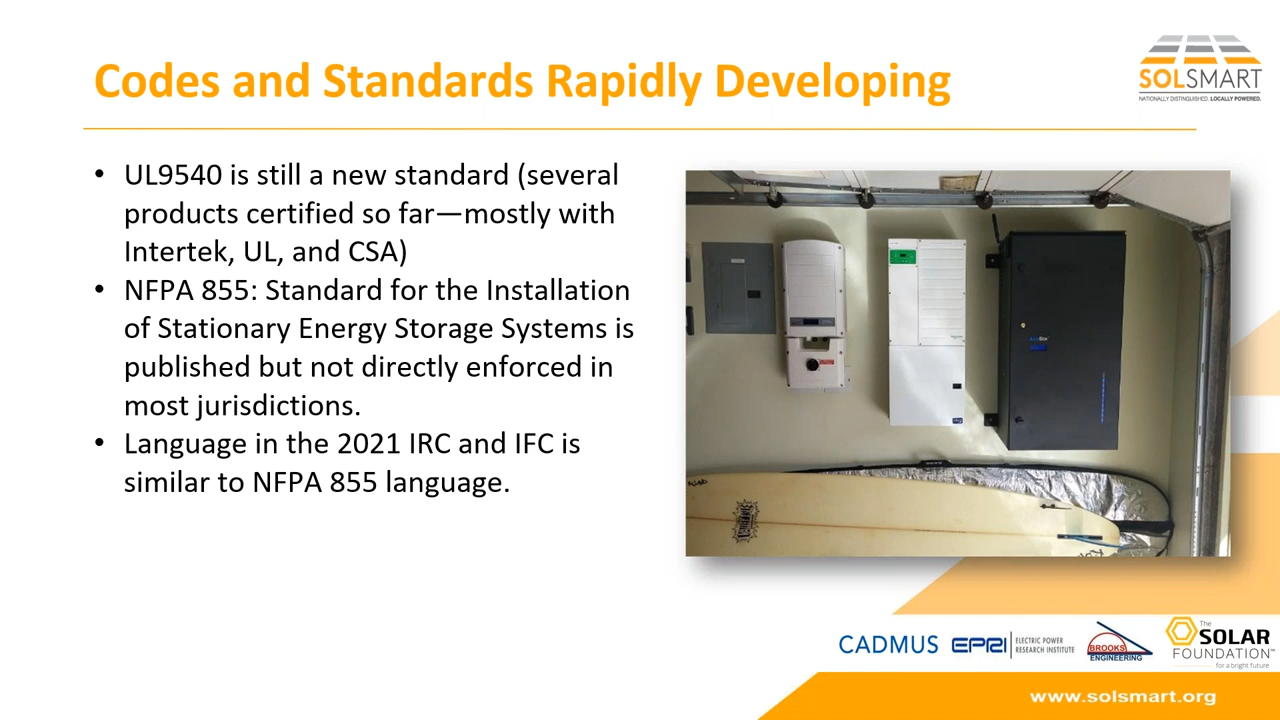 Codes and Standards Rapidly Developing
SOLSMART
NATIONALLY DISTINGUISHED. LOCALLY POWERED.
• UL9540 is still a new standard (several
products certified so far—mostly with
Intertek, UL, and CSA)
• NFPA 855: Standard for the Installation
of Stationary Energy Storage Systems is
published but not directly enforced in
most jurisdictions.
• Language in the 2021 IRC and IFC is
similar to NFPA 855 language.
CADMUS
EPRI
ELECTRIC POWER
RESEARCH INSTITUTE
BROOKS
ENGINEERING
The
SOLAR
FOUNDATION™
for a bright future
www.solsmart.org